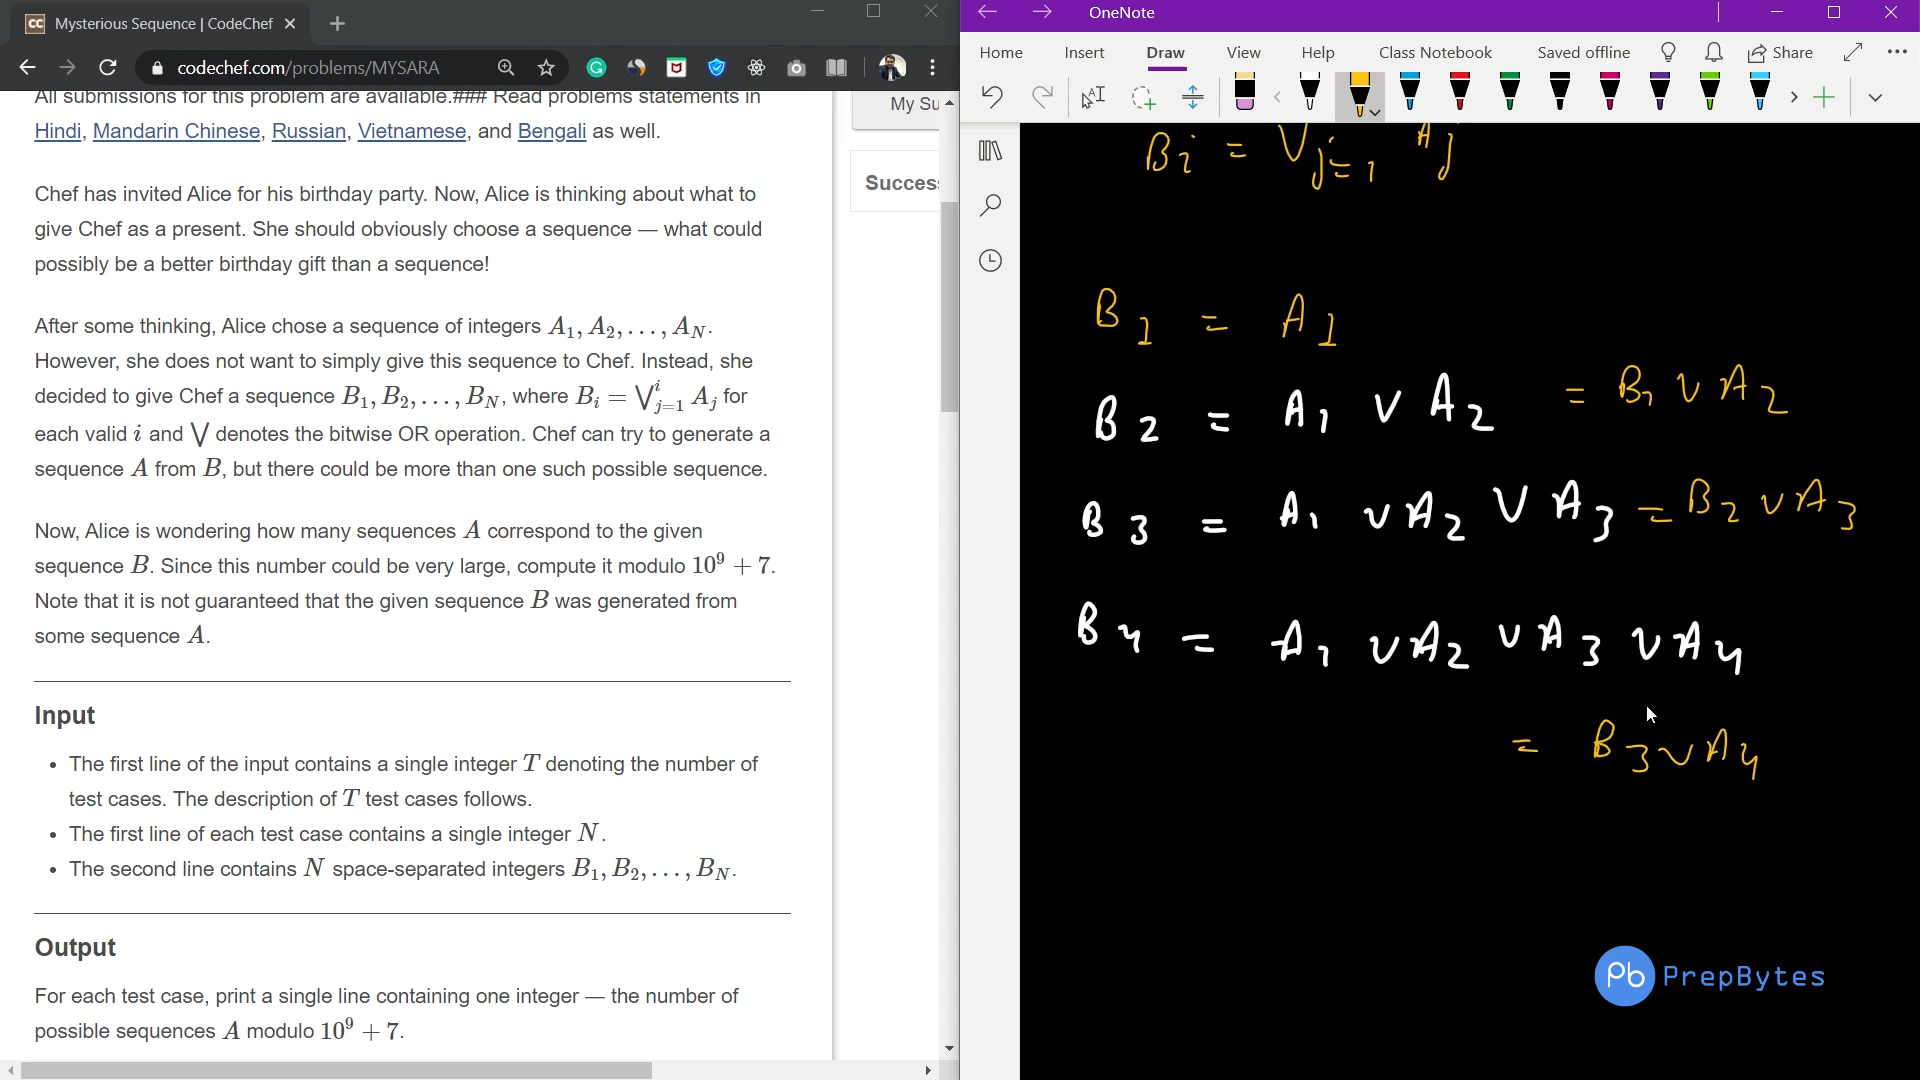 Mysterious Sequence | CodeChef
codechef.com/problems/MYSARA
All submissions for this problem are available.### Read problems statements in
Hindi, Mandarin Chinese, Russian, Vietnamese, and Bengali as well.
Chef has invited Alice for his birthday party. Now, Alice is thinking about what to
give Chef as a present. She should obviously choose a sequence — what could
possibly be a better birthday gift than a sequence!
After some thinking, Alice chose a sequence of integers A₁, A₂, . . . , A_N.
However, she does not want to simply give this sequence to Chef. Instead, she
decided to give Chef a sequence B₁, B₂, . . . , B_N, where B_i = ⋁_{j=1}^{i} A_j for
each valid i and ⋁ denotes the bitwise OR operation. Chef can try to generate a
sequence A from B, but there could be more than one such possible sequence.
Now, Alice is wondering how many sequences A correspond to the given
sequence B. Since this number could be very large, compute it modulo 10⁹ + 7.
Note that it is not guaranteed that the given sequence B was generated from
some sequence A.
Input
• The first line of the input contains a single integer T denoting the number of
test cases. The description of T test cases follows.
• The first line of each test case contains a single integer N.
• The second line contains N space-separated integers B₁, B₂, . . . , B_N.
Output
For each test case, print a single line containing one integer — the number of
possible sequences A modulo 10⁹ + 7.
My Su
Succes
OneNote
Home Insert Draw View Help Class Notebook Saved offline Share
B_i = V_{j=1} A_j
B₁ = A₁
B₂ = A₁ V A₂ = B₁ V A₂
B₃ = A₁ V A₂ V A₃ = B₂ V A₃
B₄ = A₁ V A₂ V A₃ V A₄
= B₃ V A₄
Pb PrepBytes